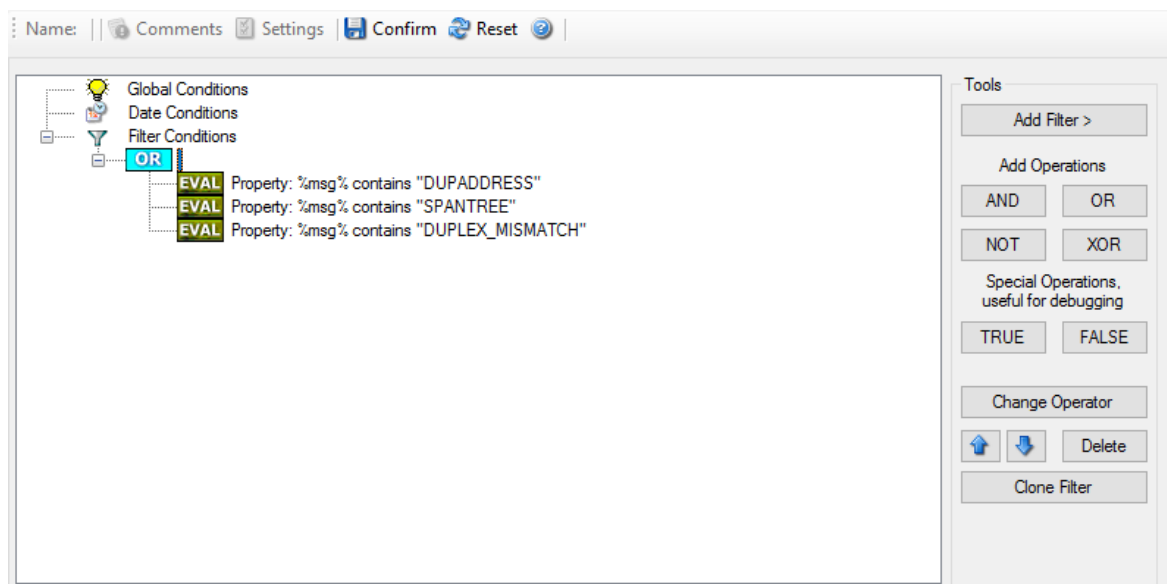 Name: Comments Settings Confirm Reset
Global Conditions
Date Conditions
Filter Conditions
OR
EVAL Property: %msg% contains "DUPADDRESS"
EVAL Property: %msg% contains "SPANTREE"
EVAL Property: %msg% contains "DUPLEX_MISMATCH"
Tools
Add Filter >
Add Operations
AND OR
NOT XOR
Special Operations,
useful for debugging
TRUE FALSE
Change Operator
Delete
Clone Filter